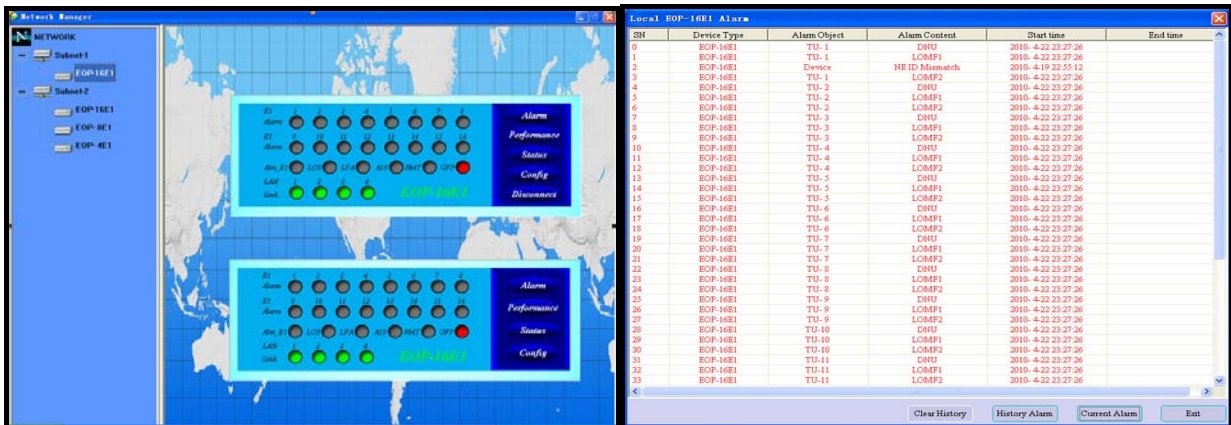 Network Manager
NETWORK
Subnet-1
EOP-16E1
Subnet-2
EOP-16E1
EOP-8E1
EOP-4E1
E1 1 2 3 4 5 6 7 8
Alarm
E1 9 10 11 12 13 14 15 16
Alarm
Alm_E1 LOS LFA AIS RMT GFP
LAN 1 2 3 4
Link
EOP-16E1
Alarm
Performance
Status
Config
Disconnect
E1 1 2 3 4 5 6 7 8
Alarm
E1 9 10 11 12 13 14 15 16
Alarm
Alm_E1 LOS LFA AIS RMT GFP
LAN 1 2 3 4
Link
EOP-16E1
Alarm
Performance
Status
Config
Local EOP-16E1 Alarm
SN Device Type Alarm Object Alarm Content Start time End time
0 EOP-16E1 TU- 1 DNU 2010- 4-22 23:27:26
1 EOP-16E1 TU- 1 LOMF1 2010- 4-22 23:27:26
2 EOP-16E1 Device NE ID Mismatch 2010- 4-19 22:55:12
3 EOP-16E1 TU- 1 LOMF2 2010- 4-22 23:27:26
4 EOP-16E1 TU- 2 DNU 2010- 4-22 23:27:26
5 EOP-16E1 TU- 2 LOMF1 2010- 4-22 23:27:26
6 EOP-16E1 TU- 2 LOMF2 2010- 4-22 23:27:26
7 EOP-16E1 TU- 3 DNU 2010- 4-22 23:27:26
8 EOP-16E1 TU- 3 LOMF1 2010- 4-22 23:27:26
9 EOP-16E1 TU- 3 LOMF2 2010- 4-22 23:27:26
10 EOP-16E1 TU- 4 DNU 2010- 4-22 23:27:26
11 EOP-16E1 TU- 4 LOMF1 2010- 4-22 23:27:26
12 EOP-16E1 TU- 4 LOMF2 2010- 4-22 23:27:26
13 EOP-16E1 TU- 5 DNU 2010- 4-22 23:27:26
14 EOP-16E1 TU- 5 LOMF1 2010- 4-22 23:27:26
15 EOP-16E1 TU- 5 LOMF2 2010- 4-22 23:27:26
16 EOP-16E1 TU- 6 DNU 2010- 4-22 23:27:26
17 EOP-16E1 TU- 6 LOMF1 2010- 4-22 23:27:26
18 EOP-16E1 TU- 6 LOMF2 2010- 4-22 23:27:26
19 EOP-16E1 TU- 7 DNU 2010- 4-22 23:27:26
20 EOP-16E1 TU- 7 LOMF1 2010- 4-22 23:27:26
21 EOP-16E1 TU- 7 LOMF2 2010- 4-22 23:27:26
22 EOP-16E1 TU- 8 DNU 2010- 4-22 23:27:26
23 EOP-16E1 TU- 8 LOMF1 2010- 4-22 23:27:26
24 EOP-16E1 TU- 8 LOMF2 2010- 4-22 23:27:26
25 EOP-16E1 TU- 9 DNU 2010- 4-22 23:27:26
26 EOP-16E1 TU- 9 LOMF1 2010- 4-22 23:27:26
27 EOP-16E1 TU- 9 LOMF2 2010- 4-22 23:27:26
28 EOP-16E1 TU-10 DNU 2010- 4-22 23:27:26
29 EOP-16E1 TU-10 LOMF1 2010- 4-22 23:27:26
30 EOP-16E1 TU-10 LOMF2 2010- 4-22 23:27:26
31 EOP-16E1 TU-11 DNU 2010- 4-22 23:27:26
32 EOP-16E1 TU-11 LOMF1 2010- 4-22 23:27:26
33 EOP-16E1 TU-11 LOMF2 2010- 4-22 23:27:26
Clear History History Alarm Current Alarm Exit